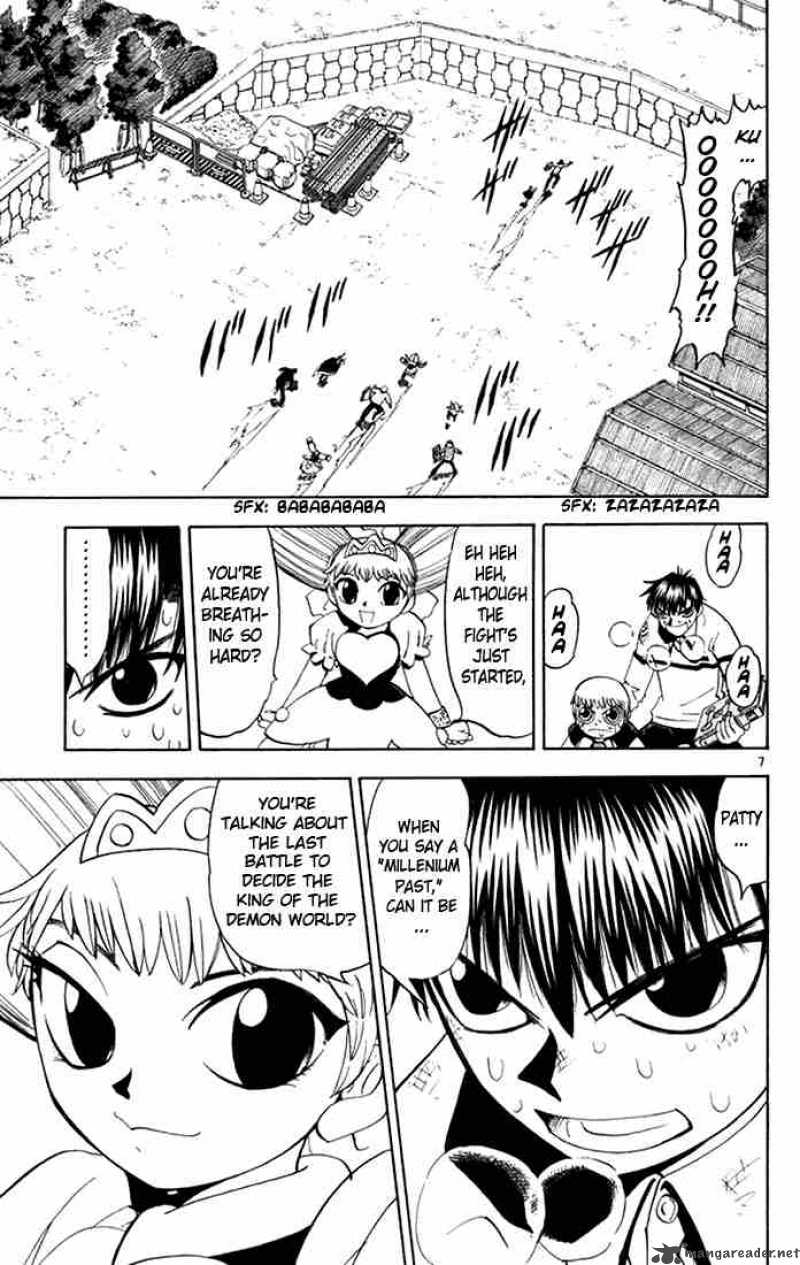 KU
...
OOOOOOOOH!!
SFX: ZAZAZAZAZA
SFX: BABABABABA
HAA
HAA
HAA
EH HEH
HEH,
ALTHOUGH
THE
FIGHT'S
JUST
STARTED,
YOU'RE
ALREADY
BREATH-
ING SO
HARD?
.........
7
PATTY
...
WHEN
YOU SAY A
"MILLENIUM
PAST,"
CAN IT BE
...
YOU'RE
TALKING ABOUT
THE LAST
BATTLE TO
DECIDE THE
KING OF THE
DEMON WORLD?
mangareader.net